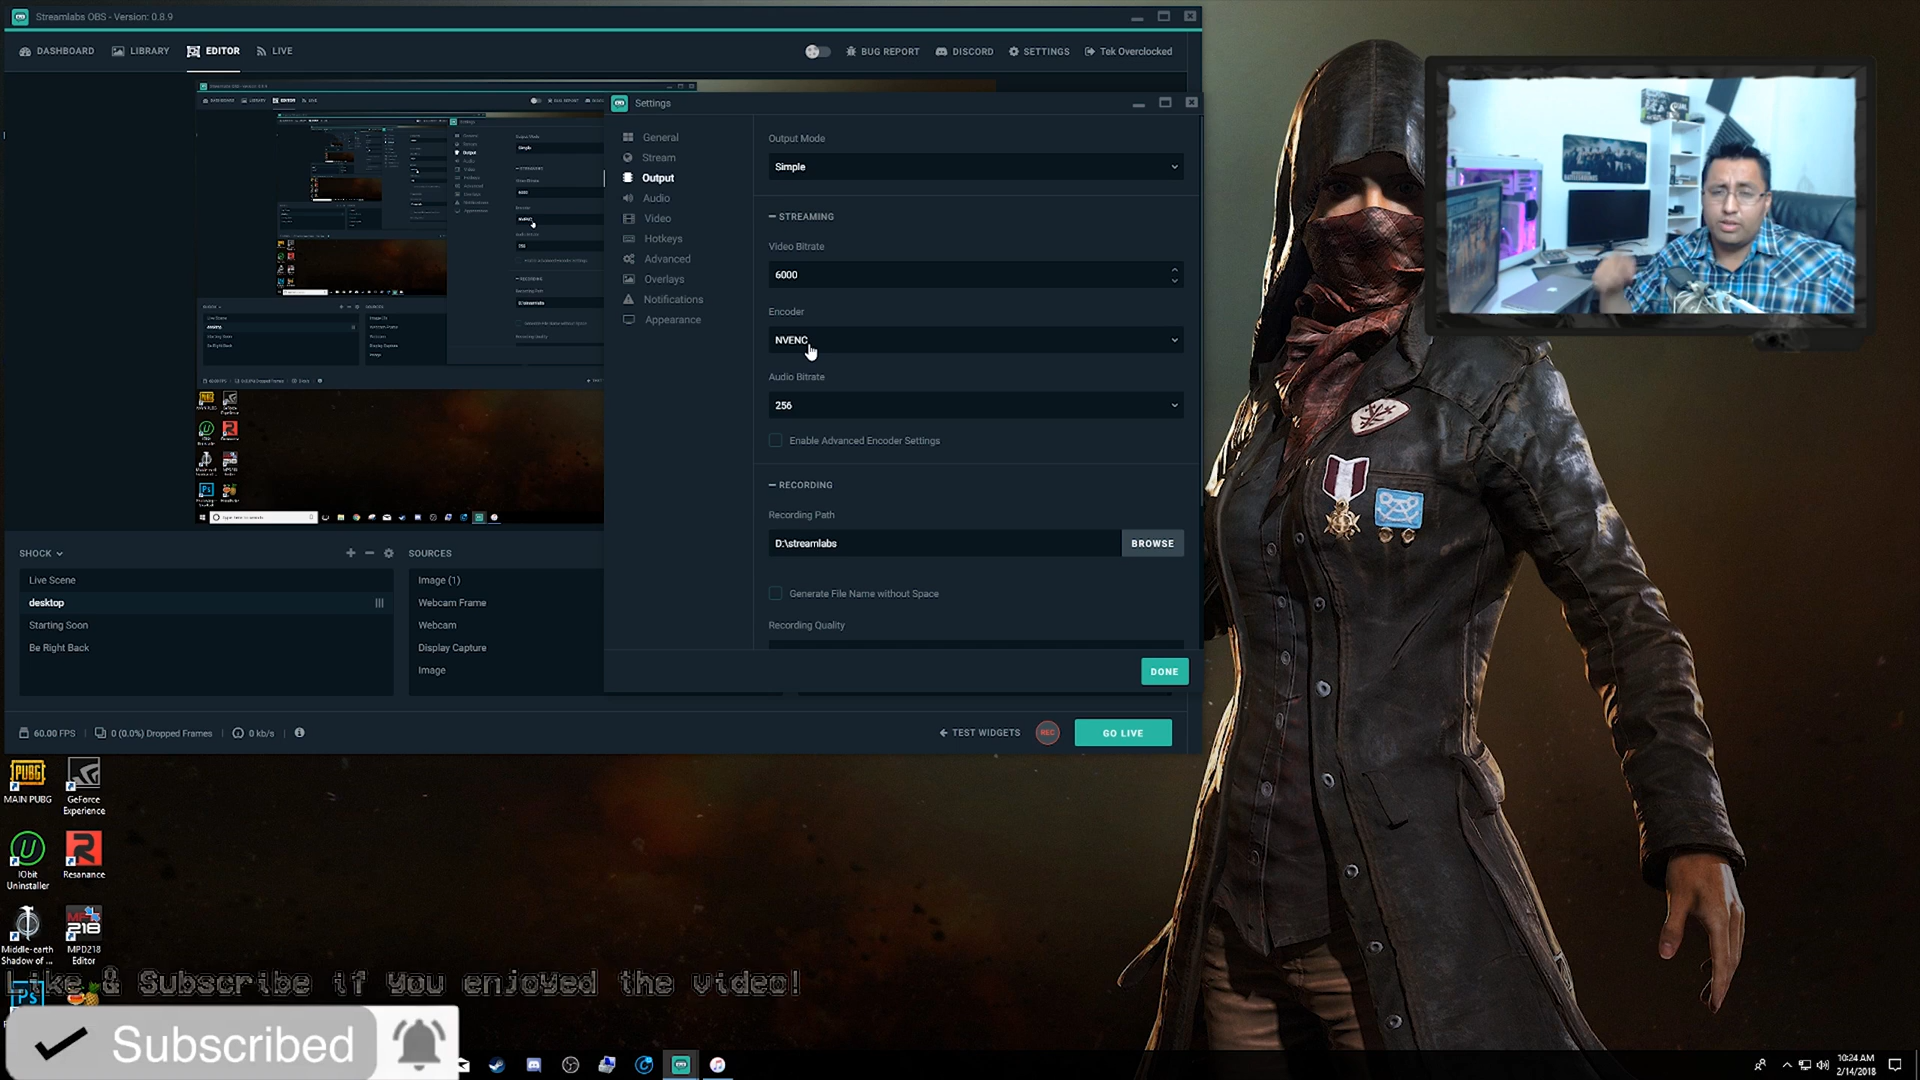 Streamlabs OBS - Version: 0.8.9
DASHBOARD
LIBRARY
EDITOR
LIVE
BUG REPORT
DISCORD
SETTINGS
Tek Overclocked
Settings
General
Stream
Output
Audio
Video
Hotkeys
Advanced
Overlays
Notifications
Appearance
Output Mode
Simple
STREAMING
Video Bitrate
6000
Encoder
NVENC
Audio Bitrate
256
Enable Advanced Encoder Settings
RECORDING
Recording Path
D:\streamlabs
BROWSE
Generate File Name without Space
Recording Quality
DONE
SHOCK
Live Scene
desktop
Starting Soon
Be Right Back
SOURCES
Image (1)
Webcam Frame
Webcam
Display Capture
Image
60.00 FPS
0 (0.0%) Dropped Frames
0 kb/s
TEST WIDGETS
REC
GO LIVE
PUBG
MAIN PUBG
GeForce
Experience
IObit
Uninstaller
Resonance
Middle-earth
Shadow of ...
218
MPD218
Editor
Like & Subscribe if you enjoyed the video!
Ps
Subscribed
10:24 AM
2/14/2018